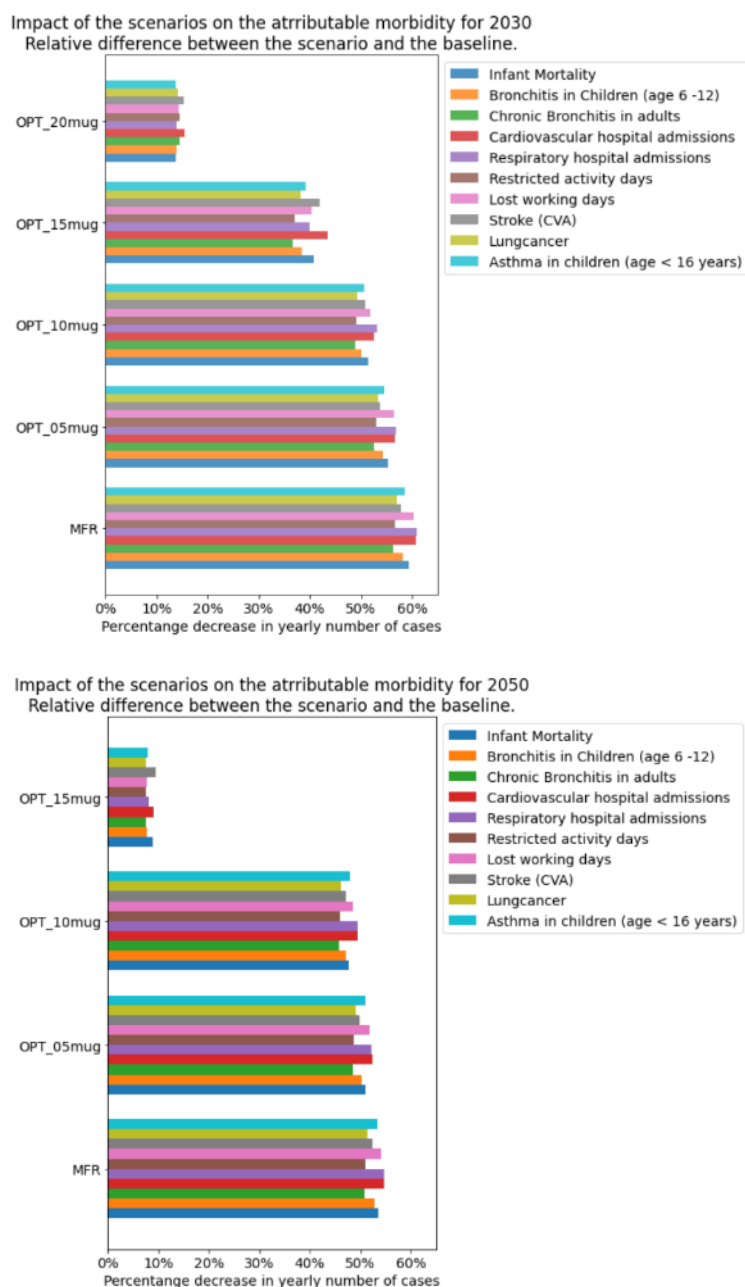 Impact of the scenarios on the atrributable morbidity for 2030
Relative difference between the scenario and the baseline.
Infant Mortality
Bronchitis in Children (age 6 -12)
Chronic Bronchitis in adults
Cardiovascular hospital admissions
Respiratory hospital admissions
Restricted activity days
Lost working days
Stroke (CVA)
Lungcancer
Asthma in children (age < 16 years)
OPT_20mug
OPT_15mug
OPT_10mug
OPT_05mug
MFR
0% 10% 20% 30% 40% 50% 60%
Percentange decrease in yearly number of cases
Impact of the scenarios on the atrributable morbidity for 2050
Relative difference between the scenario and the baseline.
Infant Mortality
Bronchitis in Children (age 6 -12)
Chronic Bronchitis in adults
Cardiovascular hospital admissions
Respiratory hospital admissions
Restricted activity days
Lost working days
Stroke (CVA)
Lungcancer
Asthma in children (age < 16 years)
OPT_15mug
OPT_10mug
OPT_05mug
MFR
0% 10% 20% 30% 40% 50% 60%
Percentange decrease in yearly number of cases